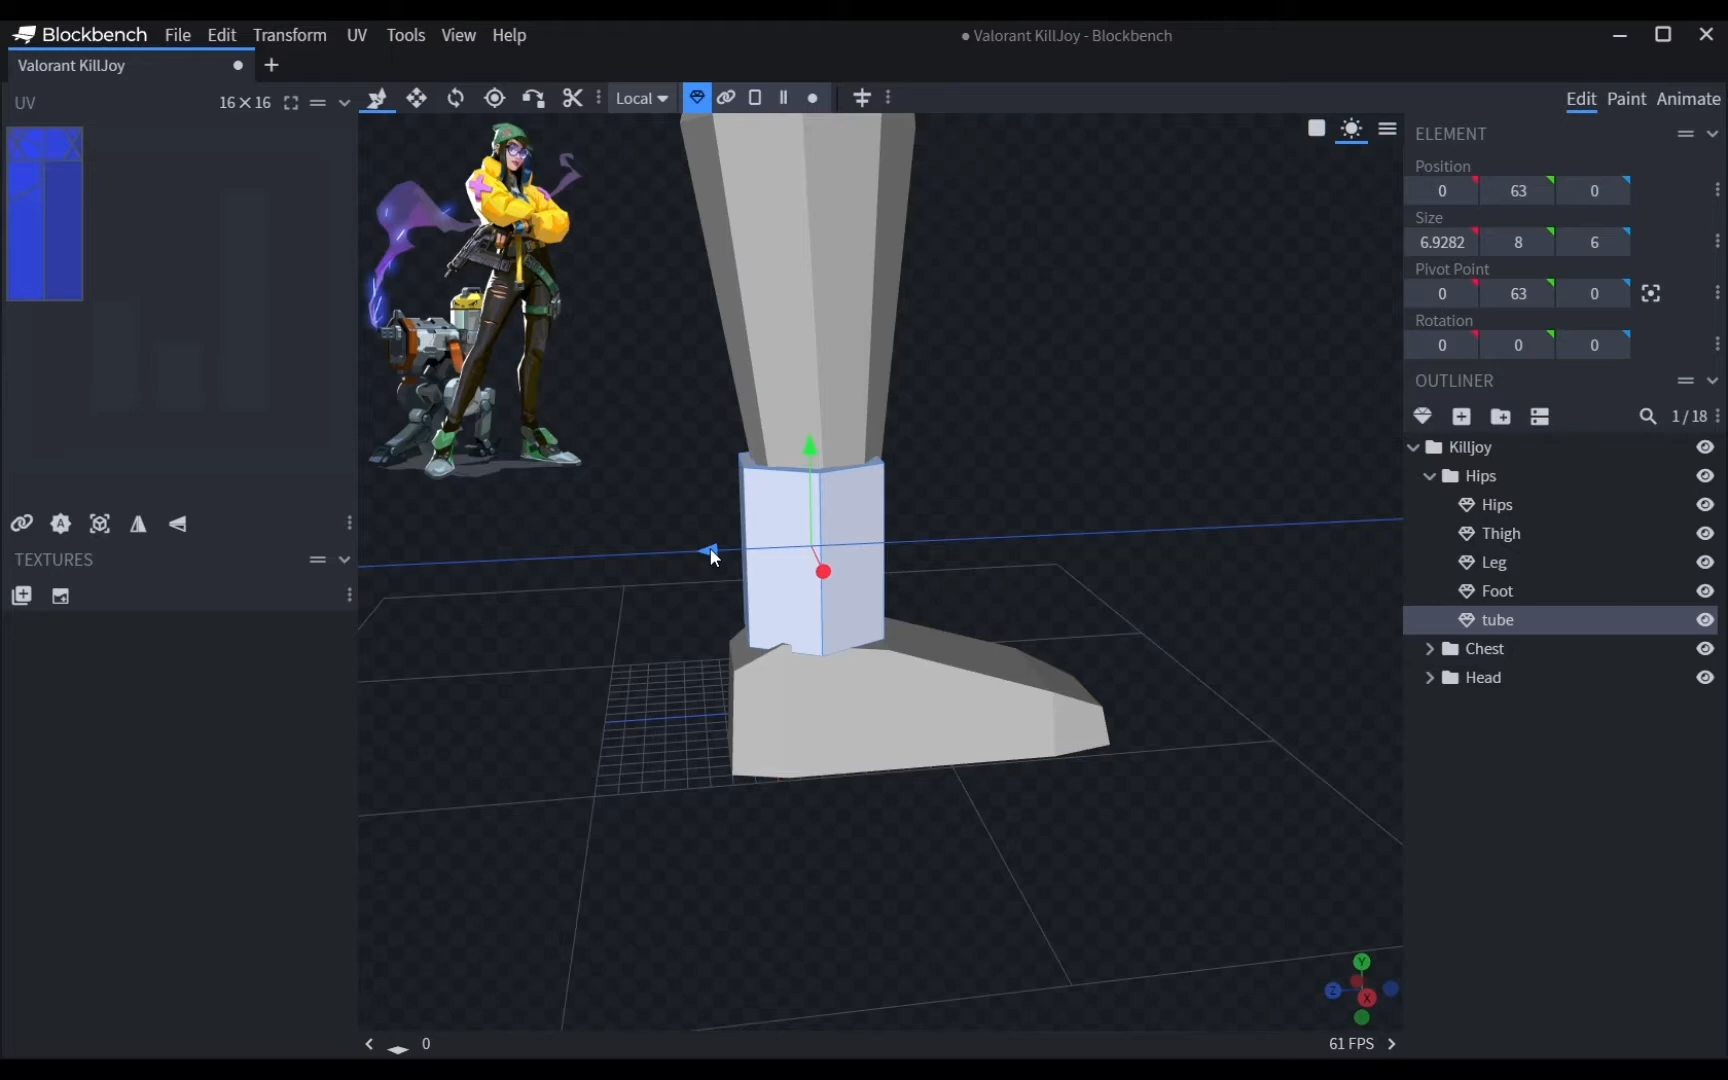 Blockbench File Edit Transform UV Tools View Help
● Valorant KillJoy - Blockbench
Valorant KillJoy
UV 16×16
Local
Edit Paint Animate
ELEMENT
Position
0 63 0
Size
6.9282 8 6
Pivot Point
0 63 0
Rotation
0 0 0
OUTLINER
1/18
Killjoy
Hips
Hips
Thigh
Leg
Foot
tube
Chest
Head
TEXTURES
Y
Z
X
0
61 FPS